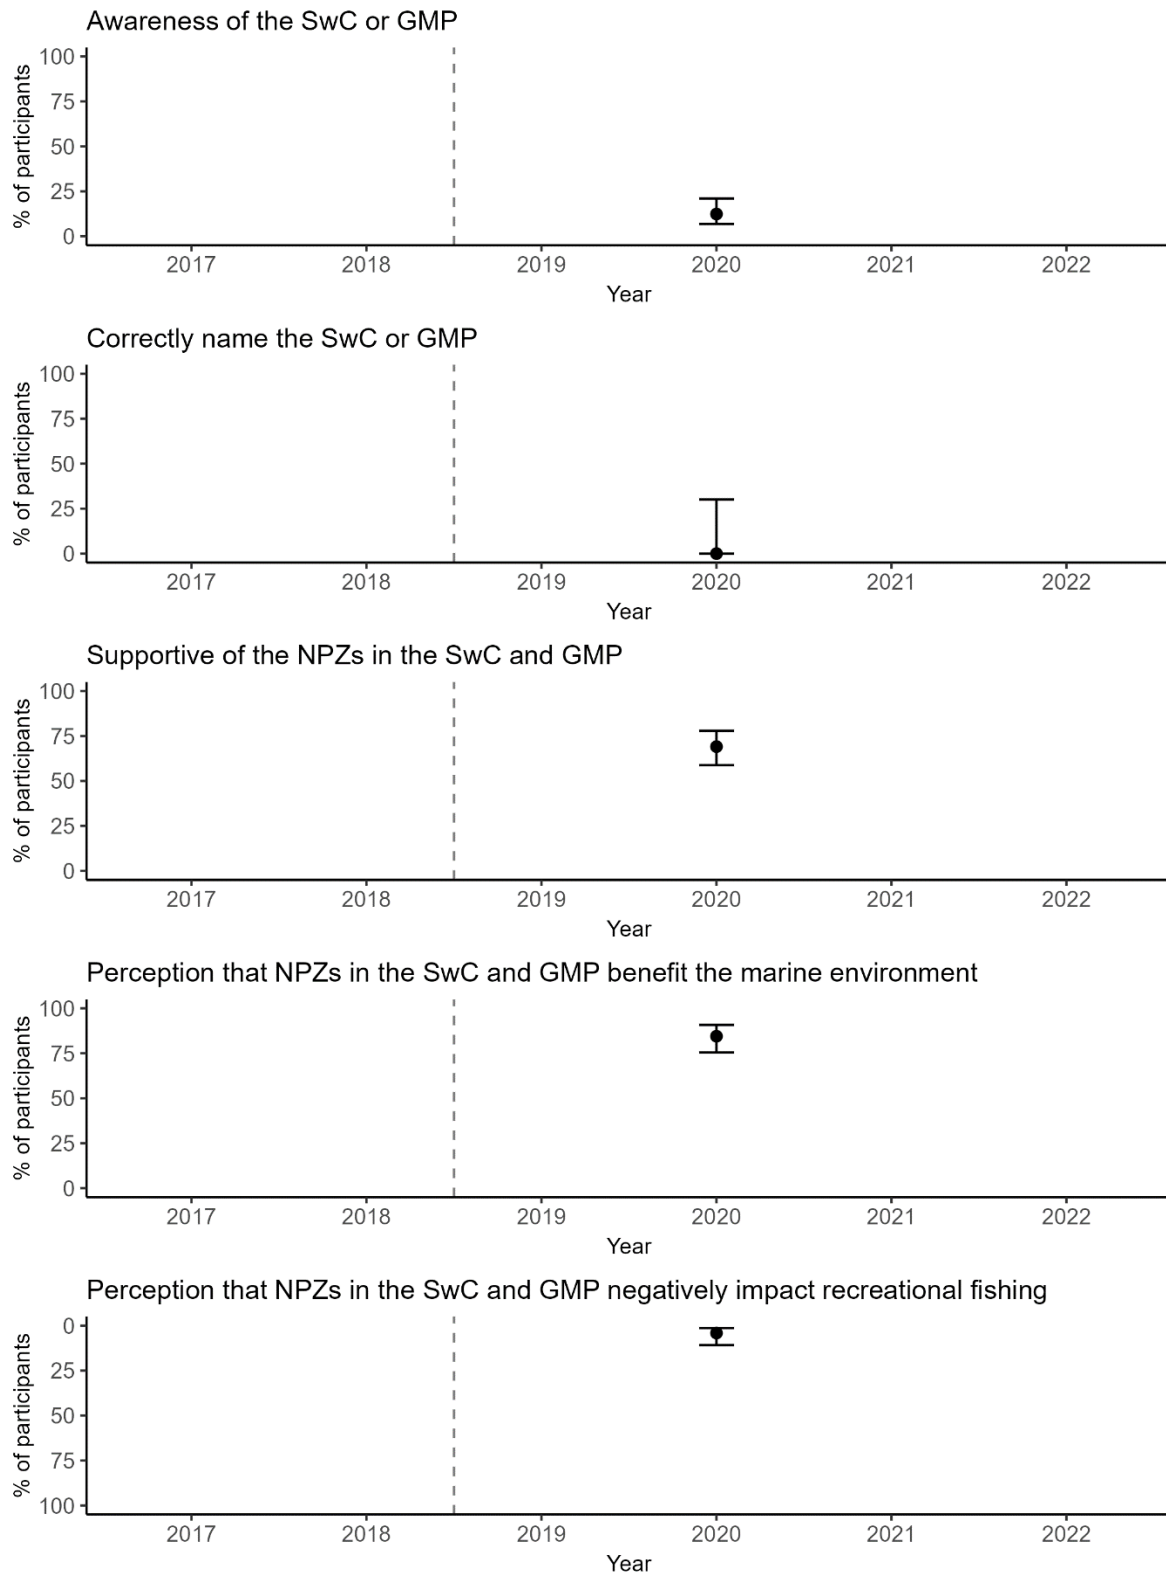 Awareness of the SwC or GMP
100
75
50
25
0
% of participants
2017 2018 2019 2020 2021 2022
Year
Correctly name the SwC or GMP
100
75
50
25
0
% of participants
2017 2018 2019 2020 2021 2022
Year
Supportive of the NPZs in the SwC and GMP
100
75
50
25
0
% of participants
2017 2018 2019 2020 2021 2022
Year
Perception that NPZs in the SwC and GMP benefit the marine environment
100
75
50
25
0
% of participants
2017 2018 2019 2020 2021 2022
Year
Perception that NPZs in the SwC and GMP negatively impact recreational fishing
0
25
50
75
100
% of participants
2017 2018 2019 2020 2021 2022
Year